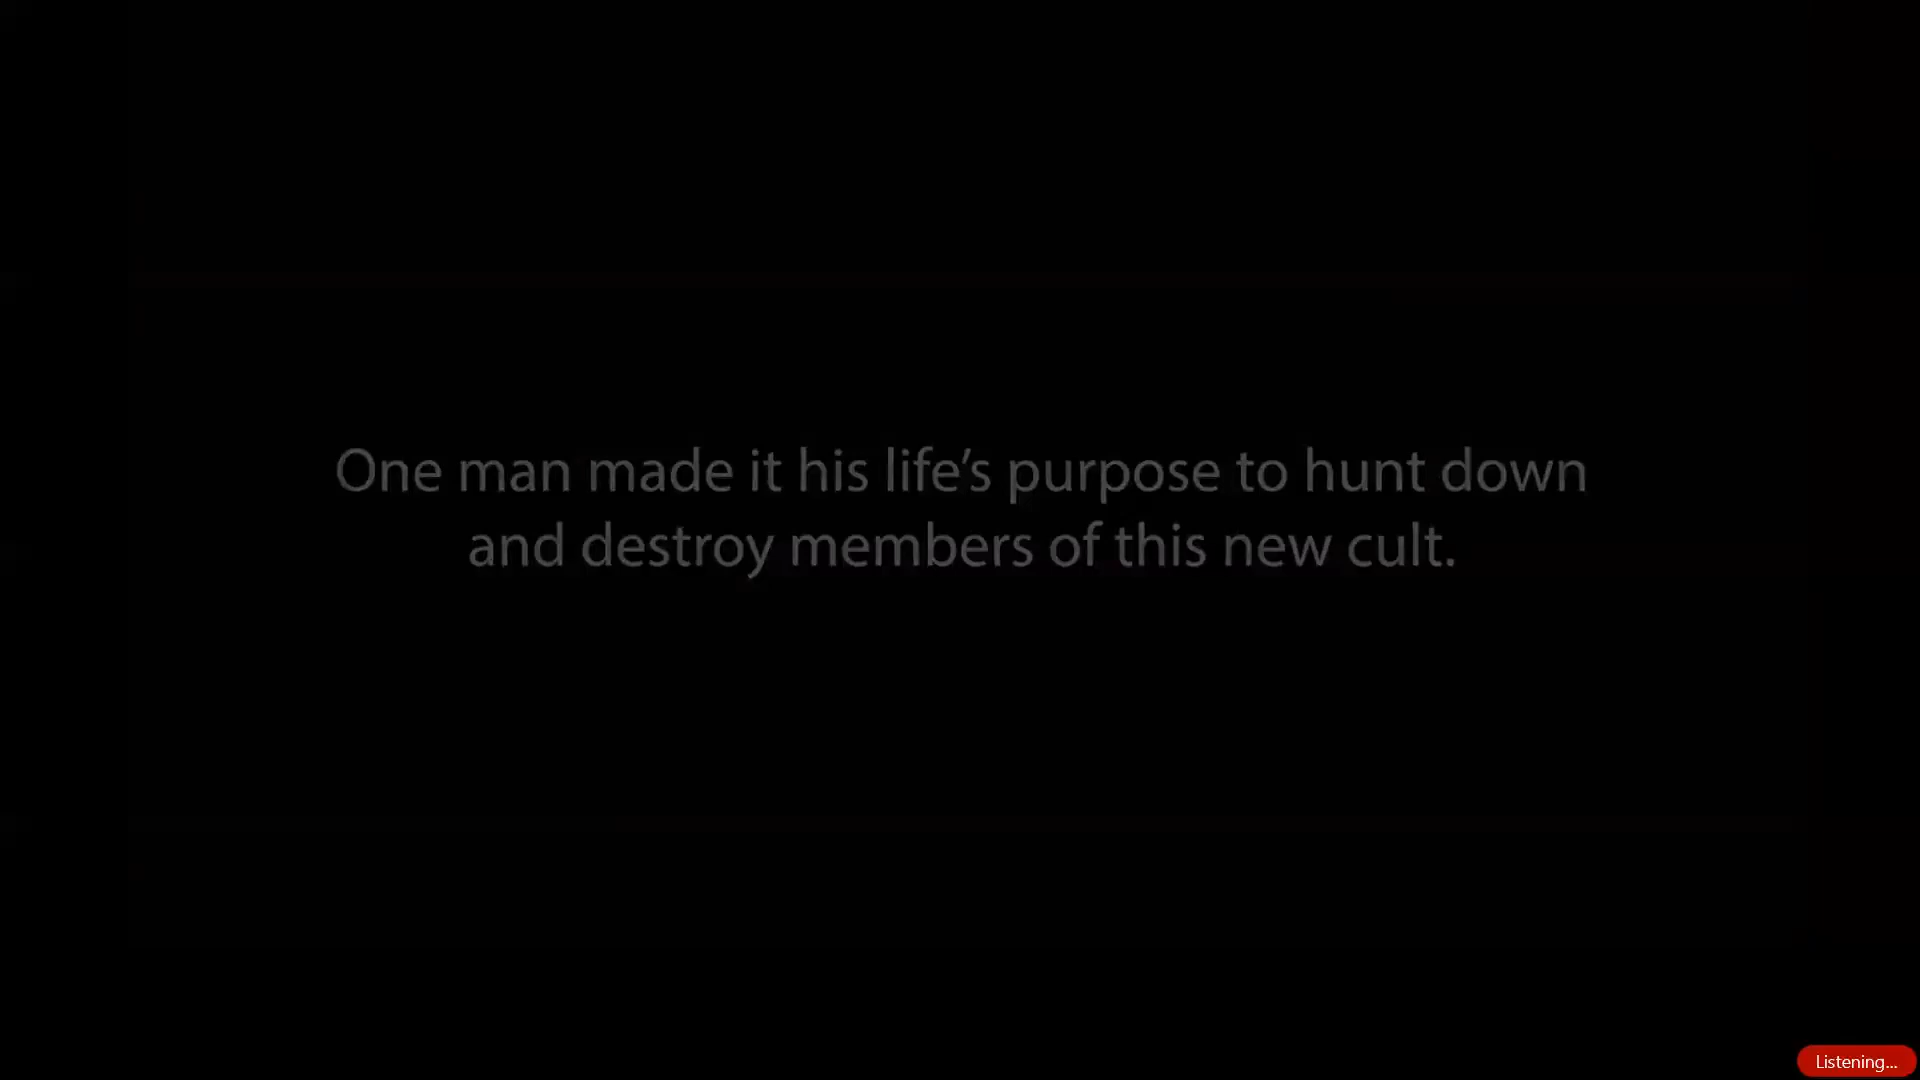 One man made it his life’s purpose to hunt down
and destroy members of this new cult.
Listening...